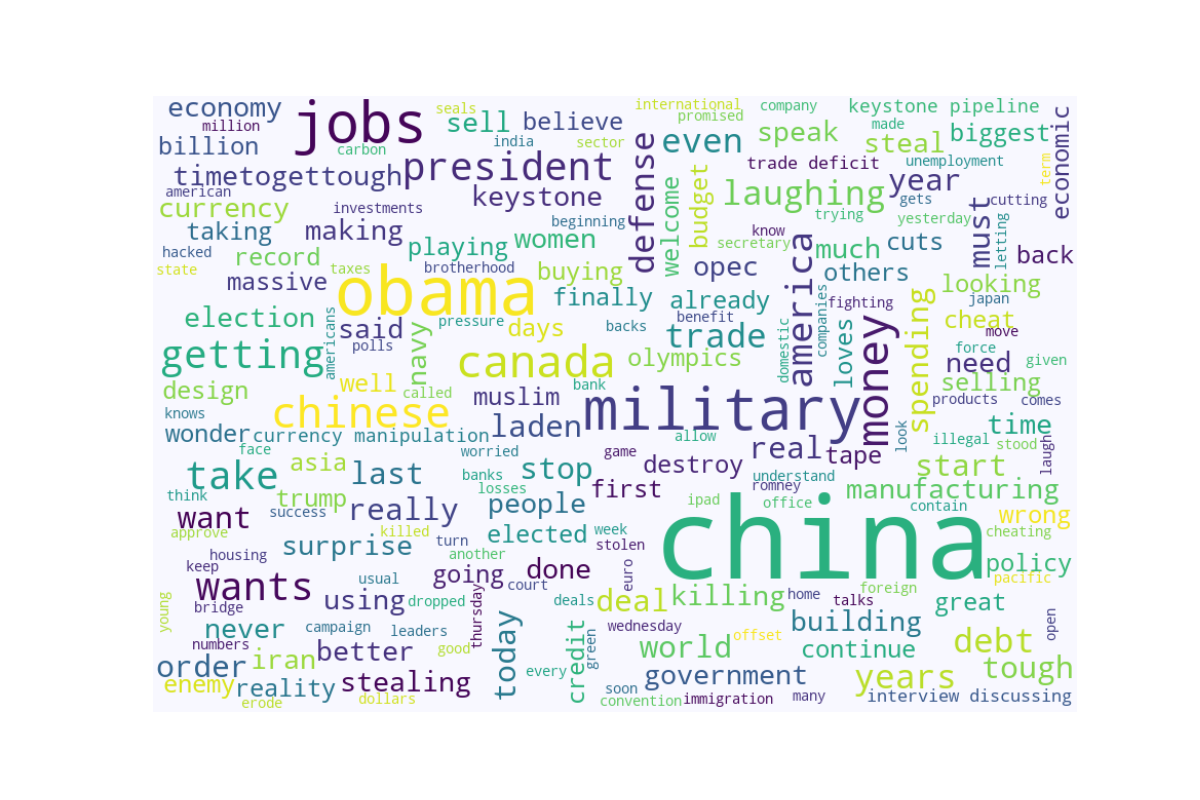 economy
million
billion
jobs
carbon
seals
sell
india
believe
sector
international
promised
company
made
keystone pipeline
speak
steal
biggest
even
defense
economic
term
timetogettough
president
trade deficit
unemployment
american
currency
investments
keystone
laughing
year
gets
cutting
taking
making
beginning
welcome
budget
trying
yesterday
must
letting
hacked
record
playing
women
secretary
know
much
cuts
back
state
massive
taxes
brotherhood
buying
opec
america
others
looking
obama
finally
already
fighting
japan
election
americans
said
navy
pressure
days
backs
benefit
trade
companies
loves
money
spending
cheat
move
getting
polls
canada
olympics
domestic
need
force
given
design
well
called
bank
muslim
selling
products
comes
knows
chinese
military
time
wonder
currency manipulation
laden
allow
real
tape
look
illegal
stood
laugh
face
worried
game
take
asia
last
banks
stop
destroy
understand
start
think
trump
losses
first
romney
manufacturing
success
really
people
ipad
office
contain
wrong
want
approve
killed
week
china
cheating
surprise
turn
elected
stolen
housing
another
policy
keep
usual
going
done
euro
pacific
wants
court
home
foreign
young
bridge
using
dropped
deals
deal
killing
talks
great
open
never
campaign
leaders
thursday
today
green
wednesday
offset
building
numbers
better
good
credit
world
continue
debt
order
iran
every
tough
enemy
reality
stealing
soon
government
years
erode
dollars
convention
immigration
many
interview discussing